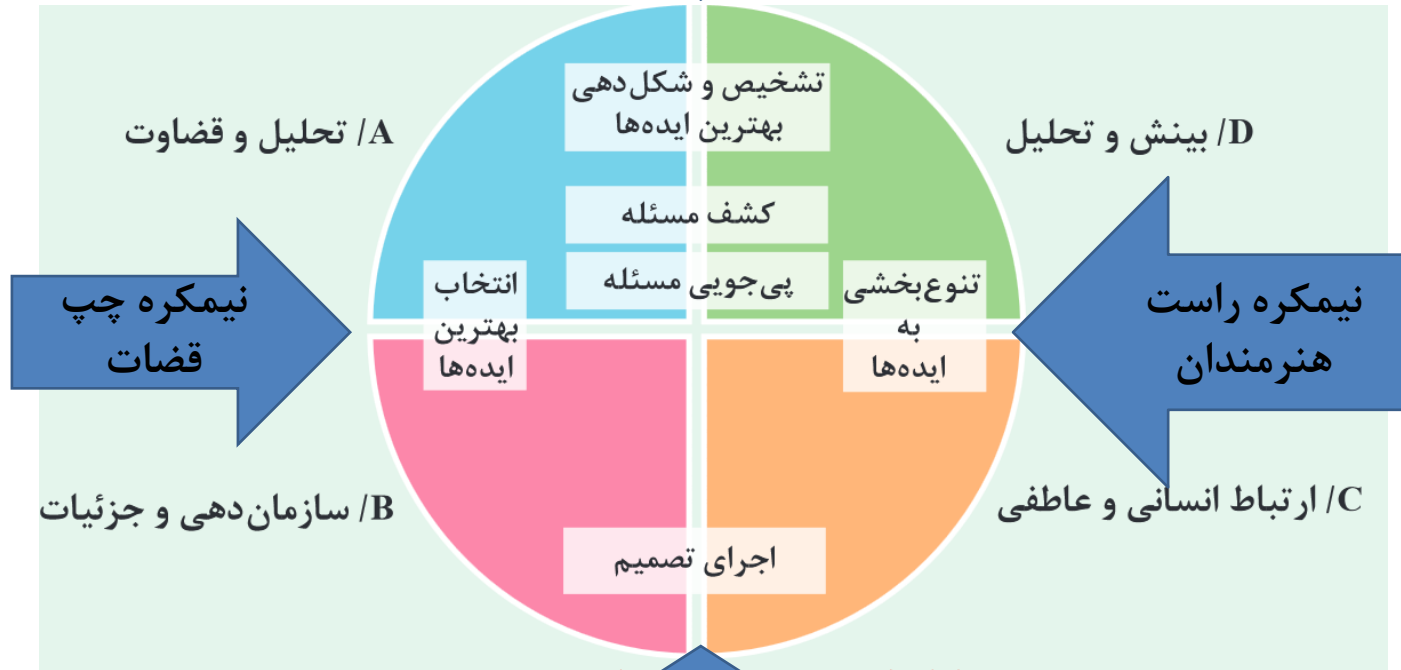 تشخیص و شکل‌دهی
بهترین ایده‌ها
D/ بینش و تحلیل
A/ تحلیل و قضاوت
کشف مسئله
پی‌جویی مسئله
نیمکره راست
هنرمندان
تنوع‌بخشی
به
ایده‌ها
انتخاب
بهترین
ایده‌ها
نیمکره چپ
قضات
C/ ارتباط انسانی و عاطفی
B/ سازمان‌دهی و جزئیات
اجرای تصمیم